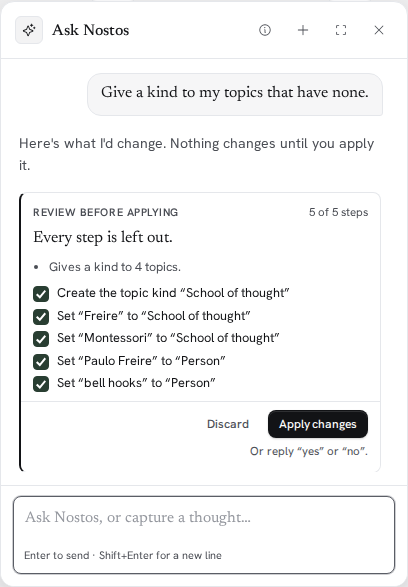 Ask Nostos
Give a kind to my topics that have none.
Here's what I'd change. Nothing changes until you apply
it.
REVIEW BEFORE APPLYING
5 of 5 steps
Every step is left out.
• Gives a kind to 4 topics.
Create the topic kind “School of thought”
Set “Freire” to “School of thought”
Set “Montessori” to “School of thought”
Set “Paulo Freire” to “Person”
Set “bell hooks” to “Person”
Discard
Apply changes
Or reply “yes” or “no”.
Ask Nostos, or capture a thought...
Enter to send · Shift+Enter for a new line